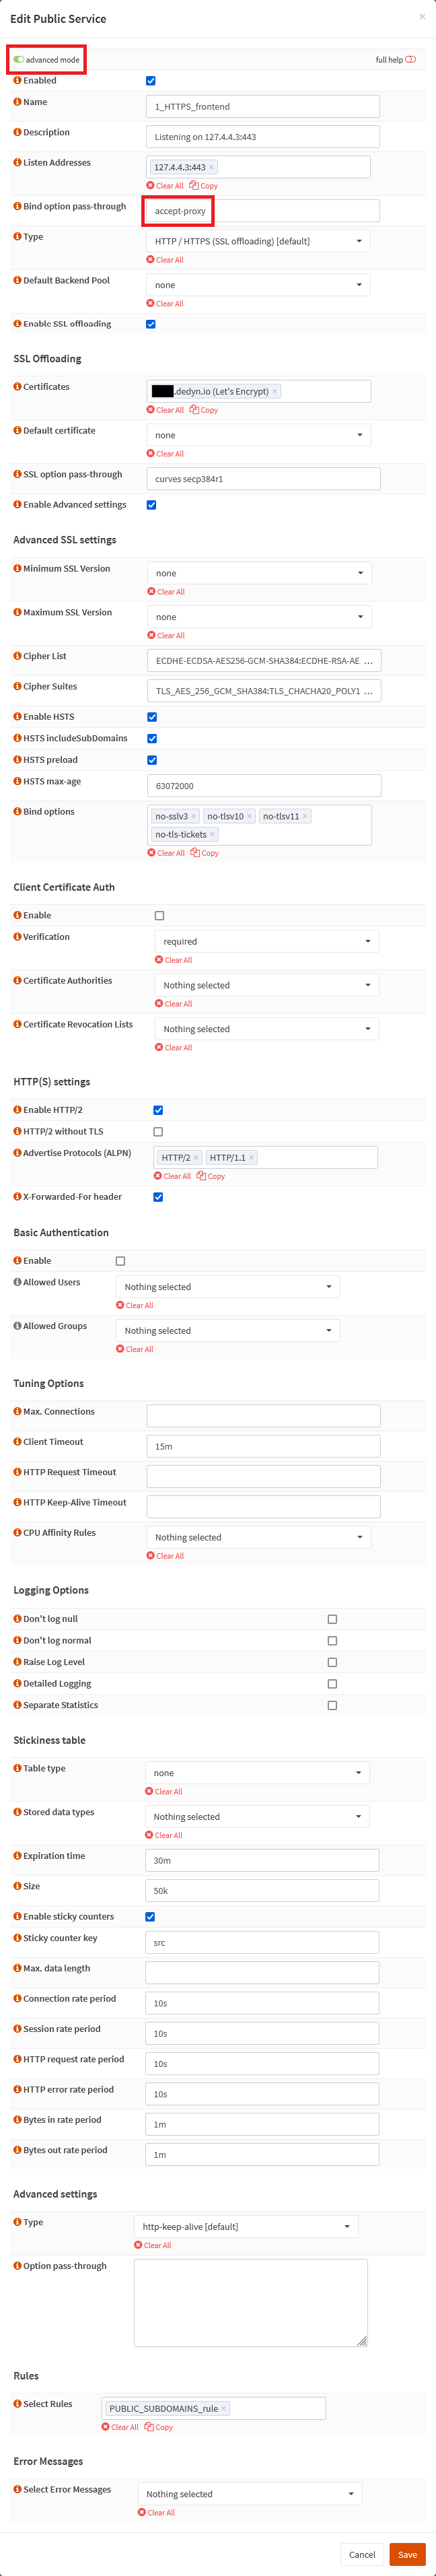 Edit Public Service
×
advanced mode
full help
Enabled
Name
1_HTTPS_frontend
Description
Listening on 127.4.4.3:443
Listen Addresses
127.4.4.3:443 ×
Clear All Copy
Bind option pass-through
accept-proxy
Type
HTTP / HTTPS (SSL offloading) [default]
Clear All
Default Backend Pool
none
Clear All
Enable SSL offloading
SSL Offloading
Certificates
.dedyn.io (Let's Encrypt) ×
Clear All Copy
Default certificate
none
Clear All
SSL option pass-through
curves secp384r1
Enable Advanced settings
Advanced SSL settings
Minimum SSL Version
none
Clear All
Maximum SSL Version
none
Clear All
Cipher List
ECDHE-ECDSA-AES256-GCM-SHA384:ECDHE-RSA-AE ...
Cipher Suites
TLS_AES_256_GCM_SHA384:TLS_CHACHA20_POLY1 ...
Enable HSTS
HSTS includeSubDomains
HSTS preload
HSTS max-age
63072000
Bind options
no-sslv3 × no-tlsv10 × no-tlsv11 ×
no-tls-tickets ×
Clear All Copy
Client Certificate Auth
Enable
Verification
required
Clear All
Certificate Authorities
Nothing selected
Clear All
Certificate Revocation Lists
Nothing selected
Clear All
HTTP(S) settings
Enable HTTP/2
HTTP/2 without TLS
Advertise Protocols (ALPN)
HTTP/2 × HTTP/1.1 ×
Clear All Copy
X-Forwarded-For header
Basic Authentication
Enable
Allowed Users
Nothing selected
Clear All
Allowed Groups
Nothing selected
Clear All
Tuning Options
Max. Connections
Client Timeout
15m
HTTP Request Timeout
HTTP Keep-Alive Timeout
CPU Affinity Rules
Nothing selected
Clear All
Logging Options
Don't log null
Don't log normal
Raise Log Level
Detailed Logging
Separate Statistics
Stickiness table
Table type
none
Clear All
Stored data types
Nothing selected
Clear All
Expiration time
30m
Size
50k
Enable sticky counters
Sticky counter key
src
Max. data length
Connection rate period
10s
Session rate period
10s
HTTP request rate period
10s
HTTP error rate period
10s
Bytes in rate period
1m
Bytes out rate period
1m
Advanced settings
Type
http-keep-alive [default]
Clear All
Option pass-through
Rules
Select Rules
PUBLIC_SUBDOMAINS_rule ×
Clear All Copy
Error Messages
Select Error Messages
Nothing selected
Clear All
Cancel
Save